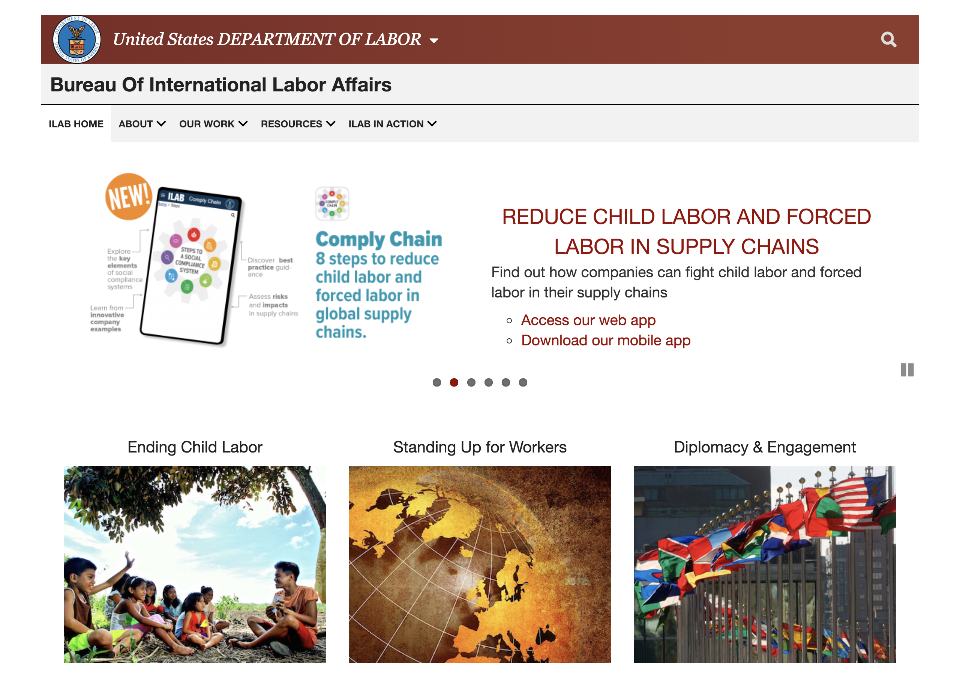 United States DEPARTMENT OF LABOR
Bureau Of International Labor Affairs
ILAB HOME
ABOUT
OUR WORK
RESOURCES
ILAB IN ACTION
NEW!
ILAB Comply Chain
STEPS TO
A SOCIAL
COMPLIANCE
SYSTEM
Explore
the key
elements
of social
compliance
systems
Learn from
innovative
company
examples
Discover best
practice guid-
ance
Assess risks
and impacts
in supply chains
COMPLY
CHAIN
Comply Chain
8 steps to reduce
child labor and
forced labor in
global supply
chains.
REDUCE CHILD LABOR AND FORCED
LABOR IN SUPPLY CHAINS
Find out how companies can fight child labor and forced
labor in their supply chains
Access our web app
Download our mobile app
Ending Child Labor
Standing Up for Workers
Diplomacy & Engagement